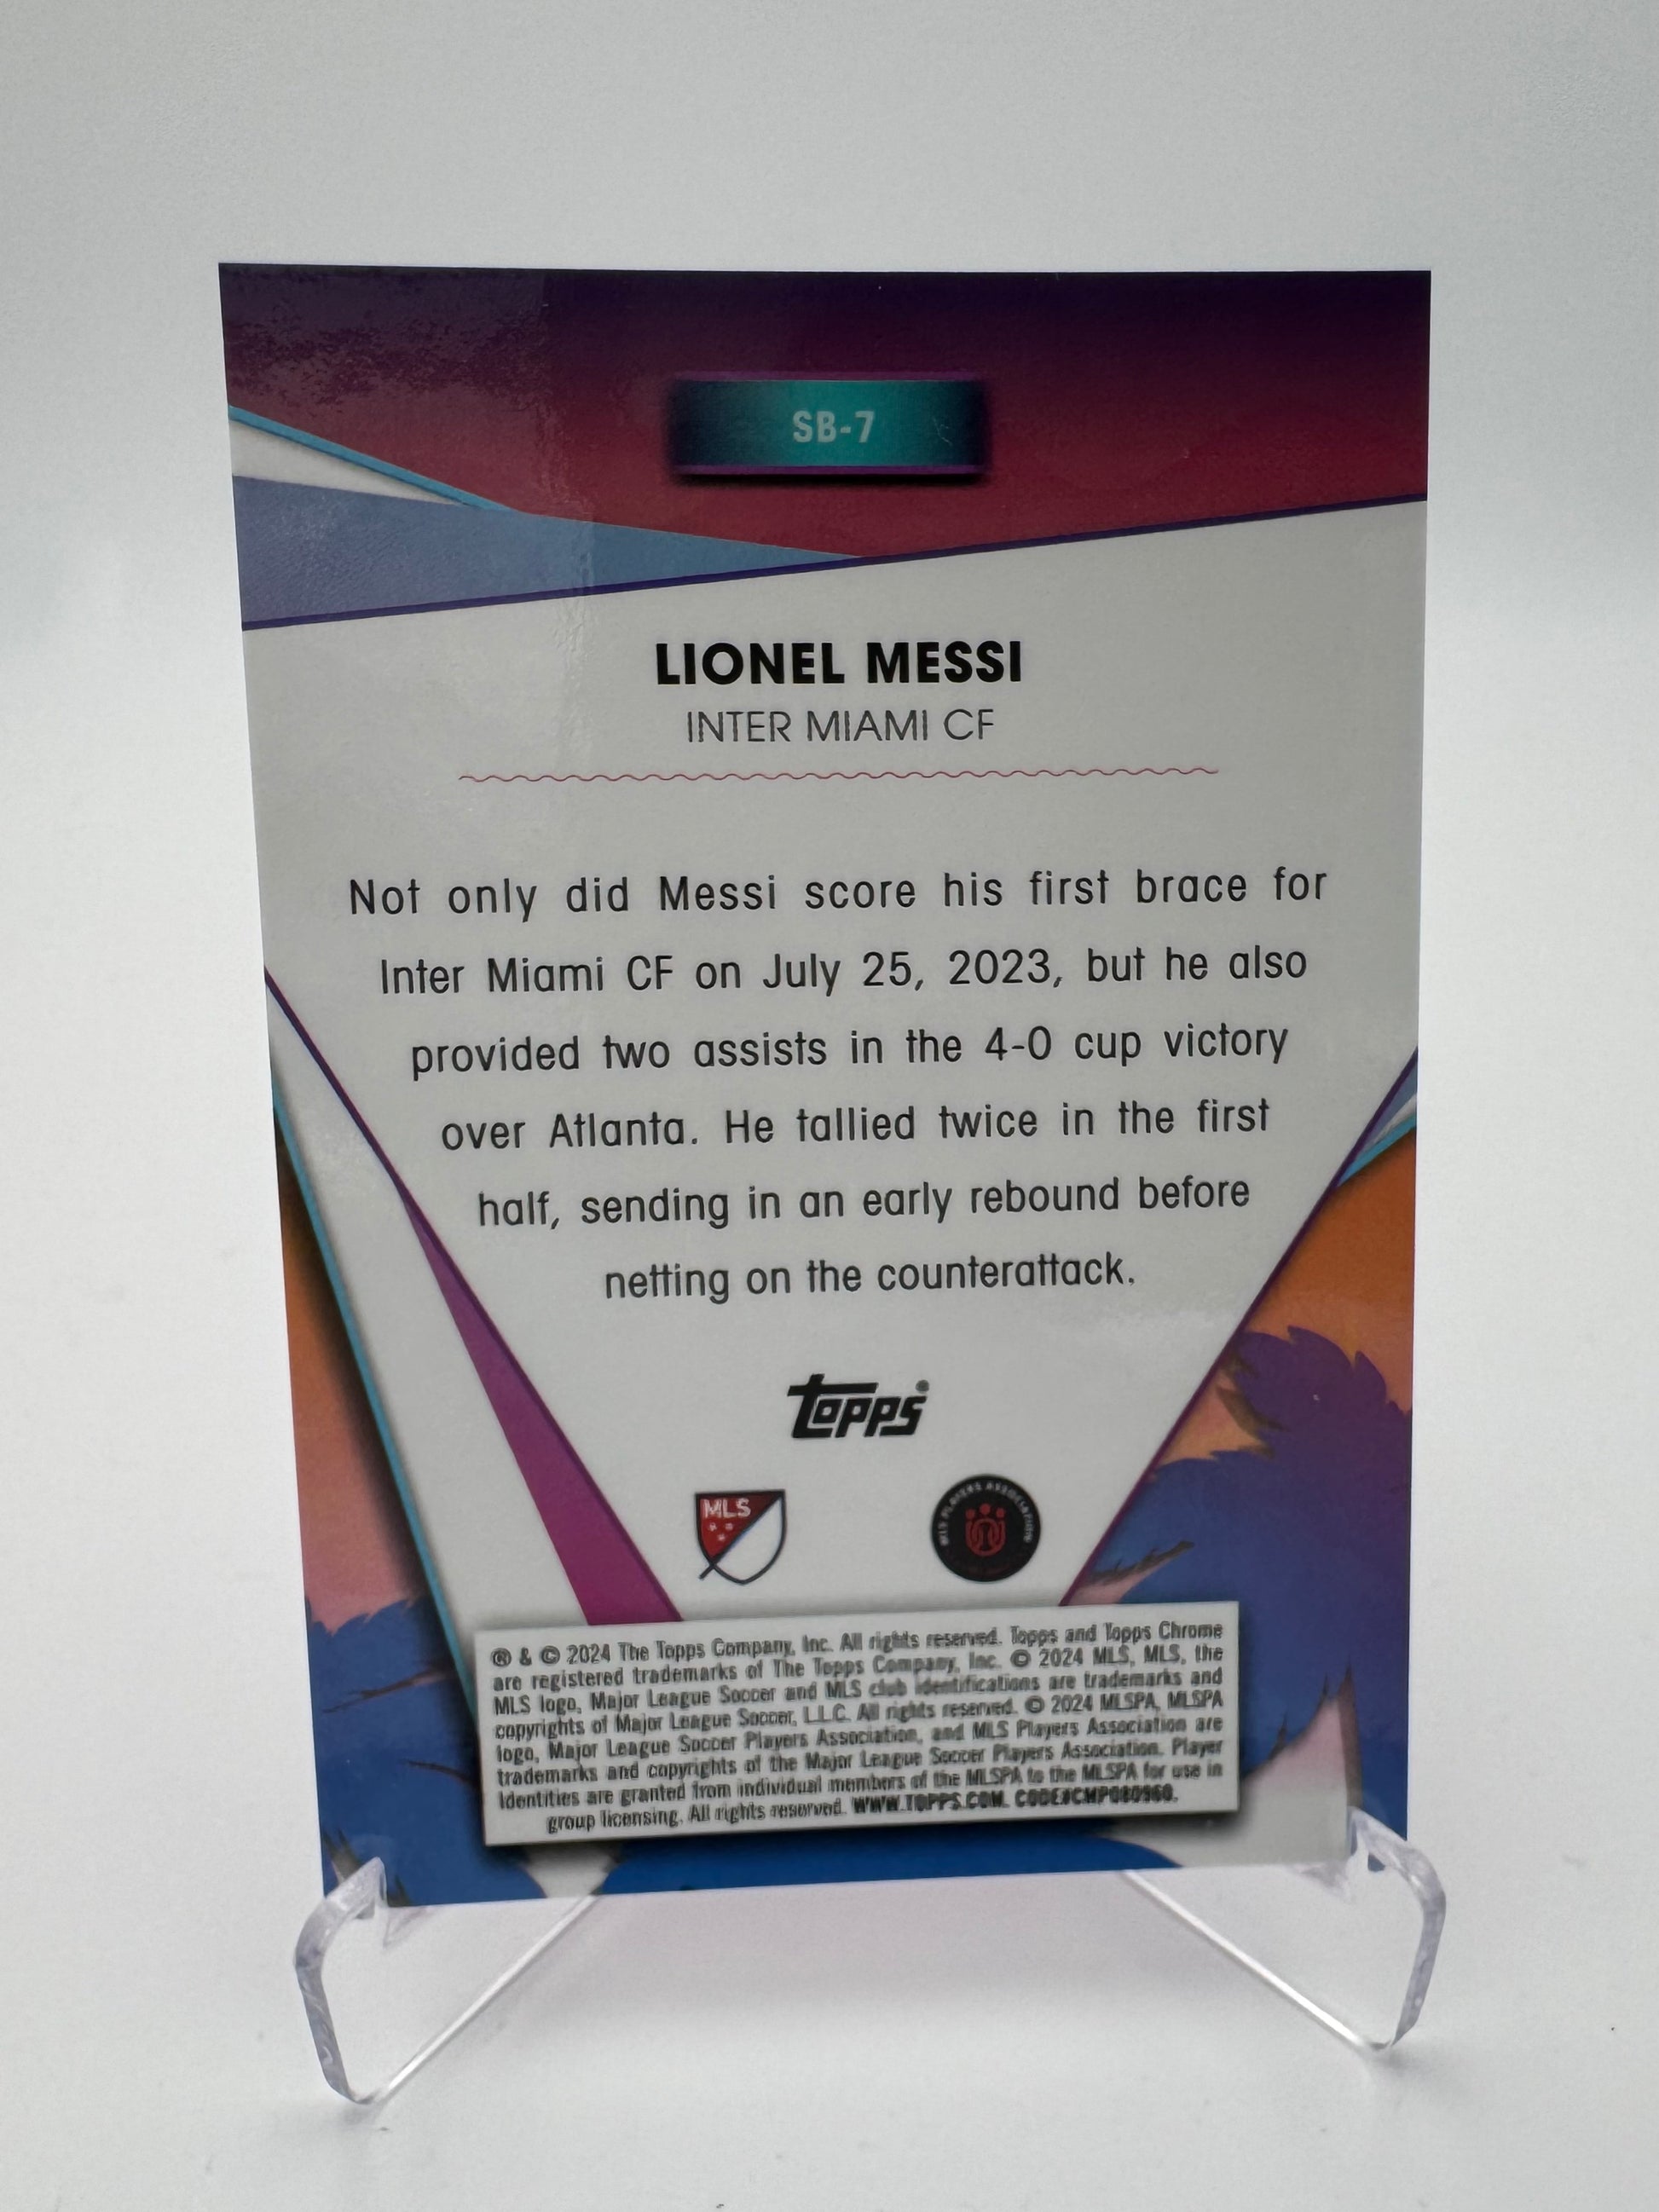 SB-7
LIONEL MESSI
INTER MIAMI CF
Not only did Messi score his first brace for
Inter Miami CF on July 25, 2023, but he also
provided two assists in the 4-0 cup victory
over Atlanta. He tallied twice in the first
half, sending in an early rebound before
netting on the counterattack.
topps®
MLS
MLS PLAYERS ASSOCIATION
® & © 2024 The Topps Company, Inc. All rights reserved. Topps and Topps Chrome
are registered trademarks of The Topps Company, Inc. © 2024 MLS, MLS, the
MLS logo, Major League Soccer and MLS club identifications are trademarks and
copyrights of Major League Soccer, L.L.C. All rights reserved. © 2024 MLSPA, MLSPA
logo, Major League Soccer Players Association, and MLS Players Association are
trademarks and copyrights of the Major League Soccer Players Association. Player
Identities are granted from individual members of the MLSPA to the MLSPA for use in
group licensing. All rights reserved. WWW.TOPPS.COM.